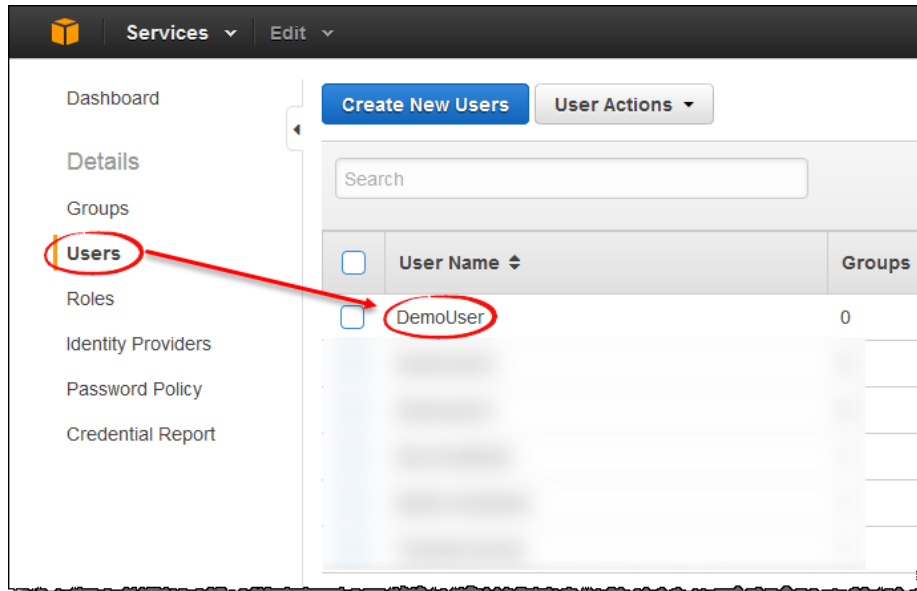 Services Edit
Dashboard
Details
Groups
Users
Roles
Identity Providers
Password Policy
Credential Report
Create New Users User Actions
Search
User Name Groups
DemoUser 0